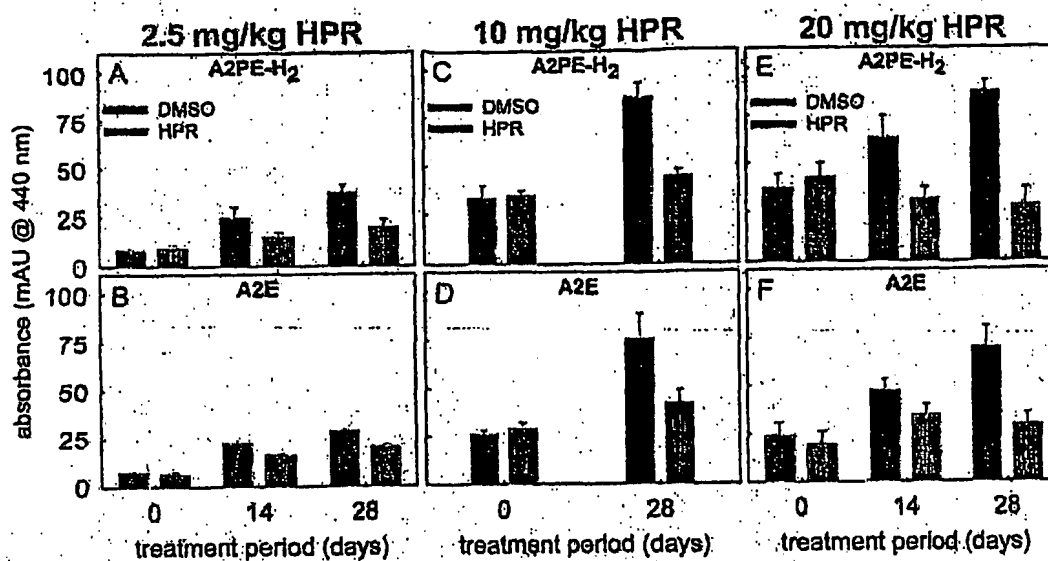 2.5 mg/kg HPR 10 mg/kg HPR 20 mg/kg HPR
A A2PE-H2 C A2PE-H2 E A2PE-H2
DMSO
HPR
DMSO
HPR
DMSO
HPR
100
75
50
25
0
B A2E D A2E F A2E
100
75
50
25
0
absorbance (mAU @ 440 nm)
0 14 28 0 28 0 14 28
treatment period (days) treatment period (days) treatment period (days)